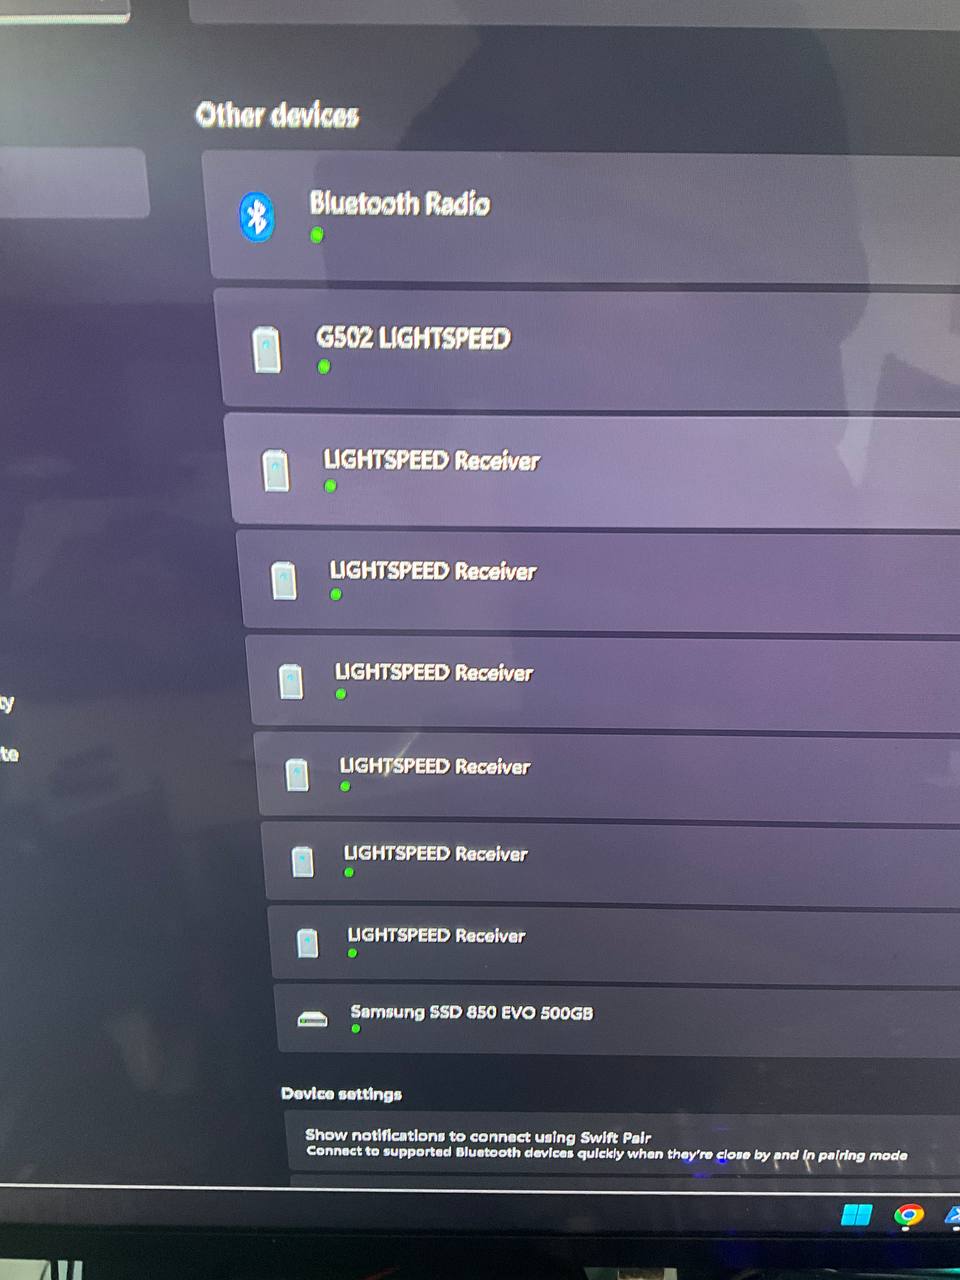 Other devices
Bluetooth Radio
G502 LIGHTSPEED
LIGHTSPEED Receiver
LIGHTSPEED Receiver
LIGHTSPEED Receiver
LIGHTSPEED Receiver
LIGHTSPEED Receiver
LIGHTSPEED Receiver
Samsung SSD 850 EVO 500GB
Device settings
Show notifications to connect using Swift Pair
Connect to supported Bluetooth devices quickly when they're close by and in pairing mode